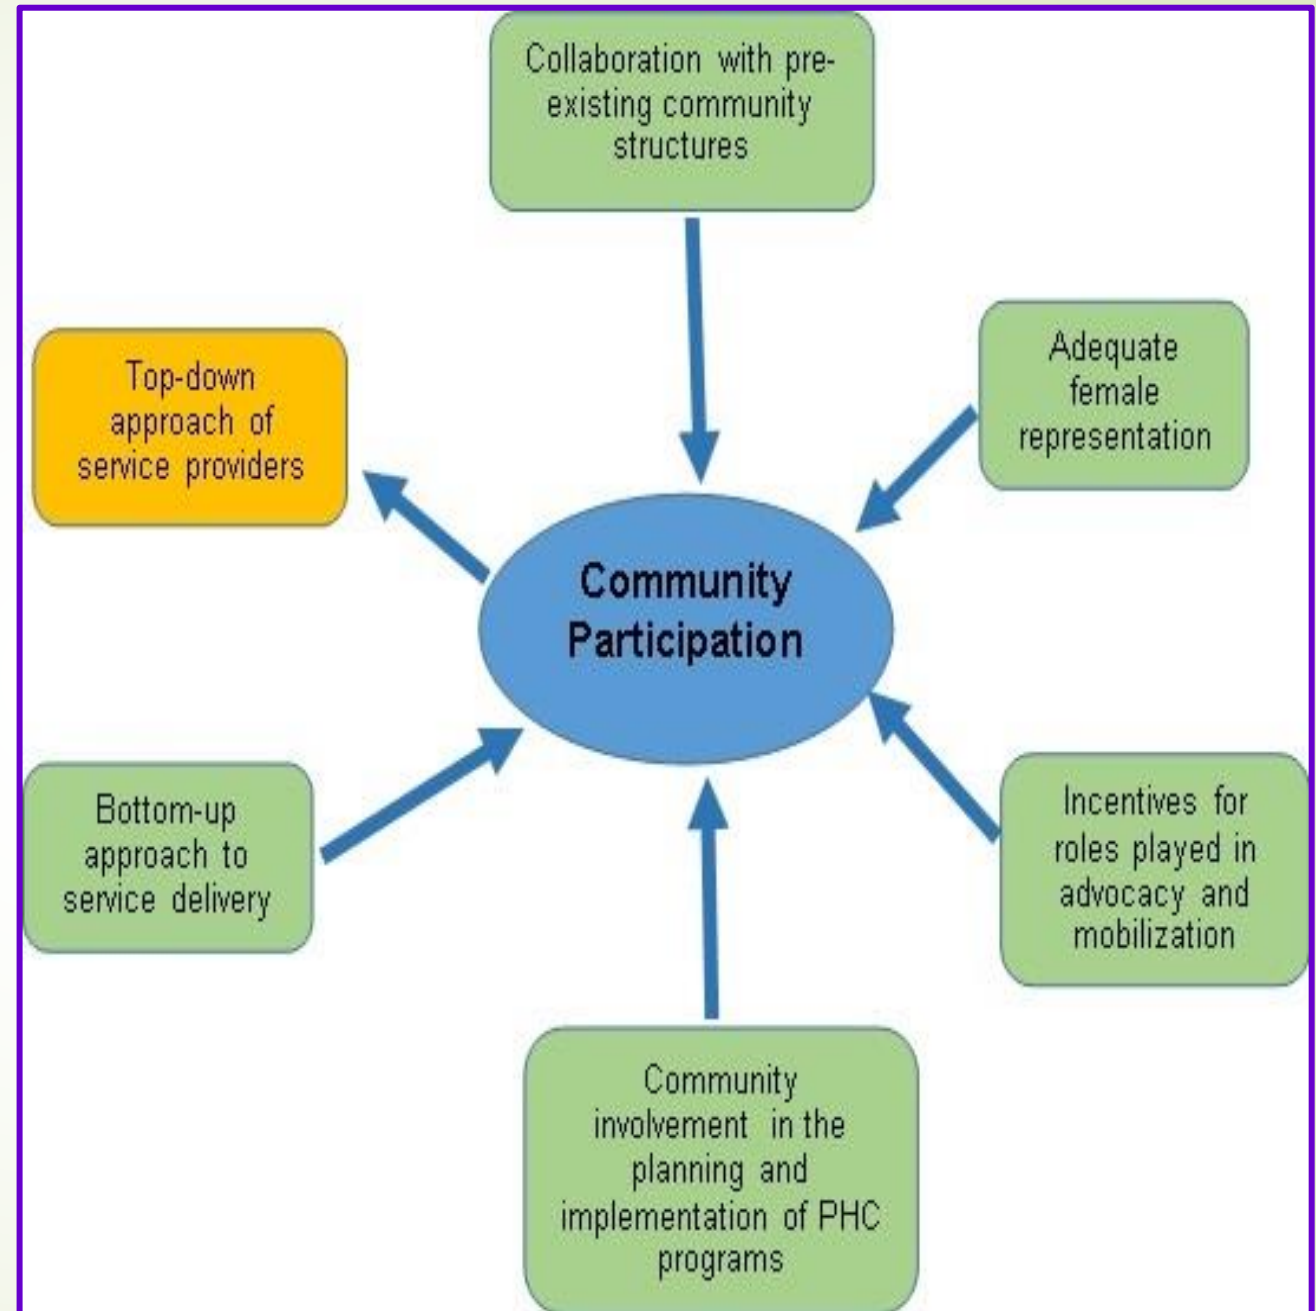 Collaboration with pre-
existing community
structures
Adequate
female
representation
Top-down
approach of
service providers
Community
Participation
Bottom-up
approach to
service delivery
Incentives for
roles played in
advocacy and
mobilization
Community
involvement in the
planning and
implementation of PHC
programs